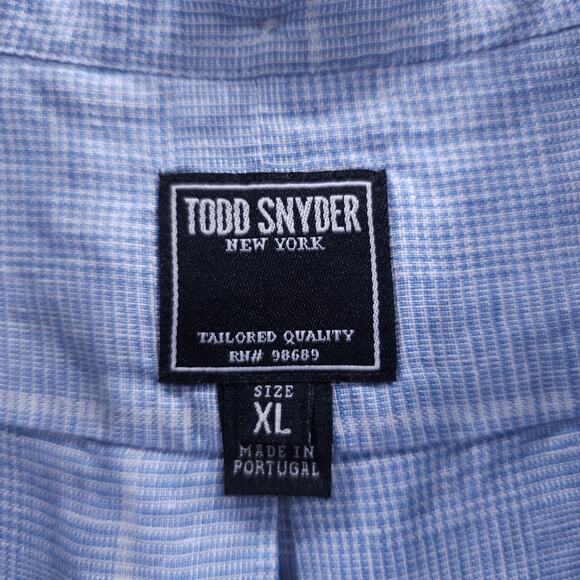 TODD SNYDER
NEW YORK
TAILORED QUALITY
RN# 98689
SIZE
XL
MADE IN
PORTUGAL